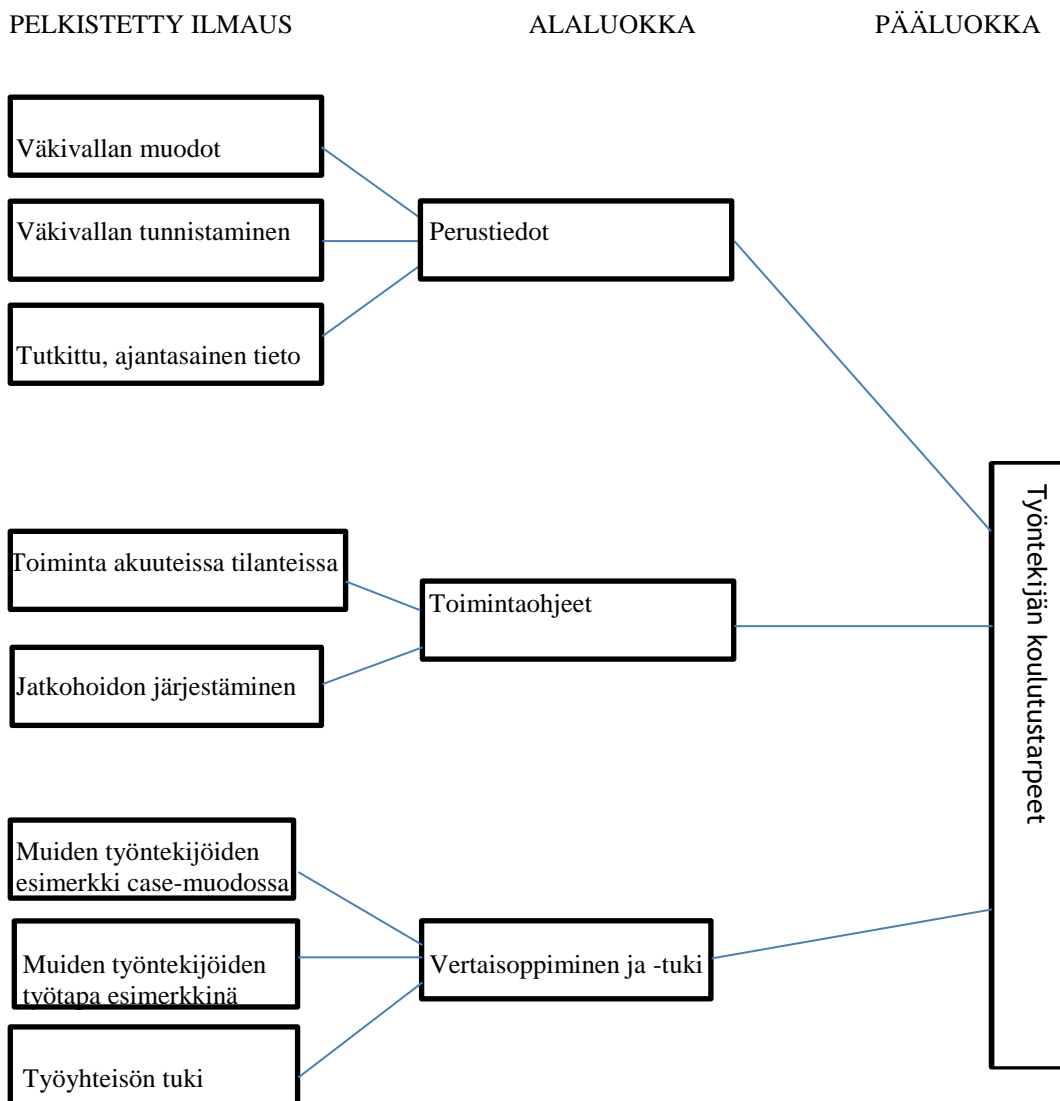 PELKISTETTY ILMAUS
ALALUOKKA
PÄÄLUOKKA
Väkivallan muodot
Väkivallan tunnistaminen
Tutkittu, ajantasainen tieto
Perustiedot
Toiminta akuuteissa tilanteissa
Jatkohoidon järjestäminen
Toimintaohjeet
Muiden työntekijöiden
esimerkki case-muodossa
Muiden työntekijöiden
työtapa esimerkkinä
Työyhteisön tuki
Vertaisoppiminen ja -tuki
Työntekijän koulutustarpeet